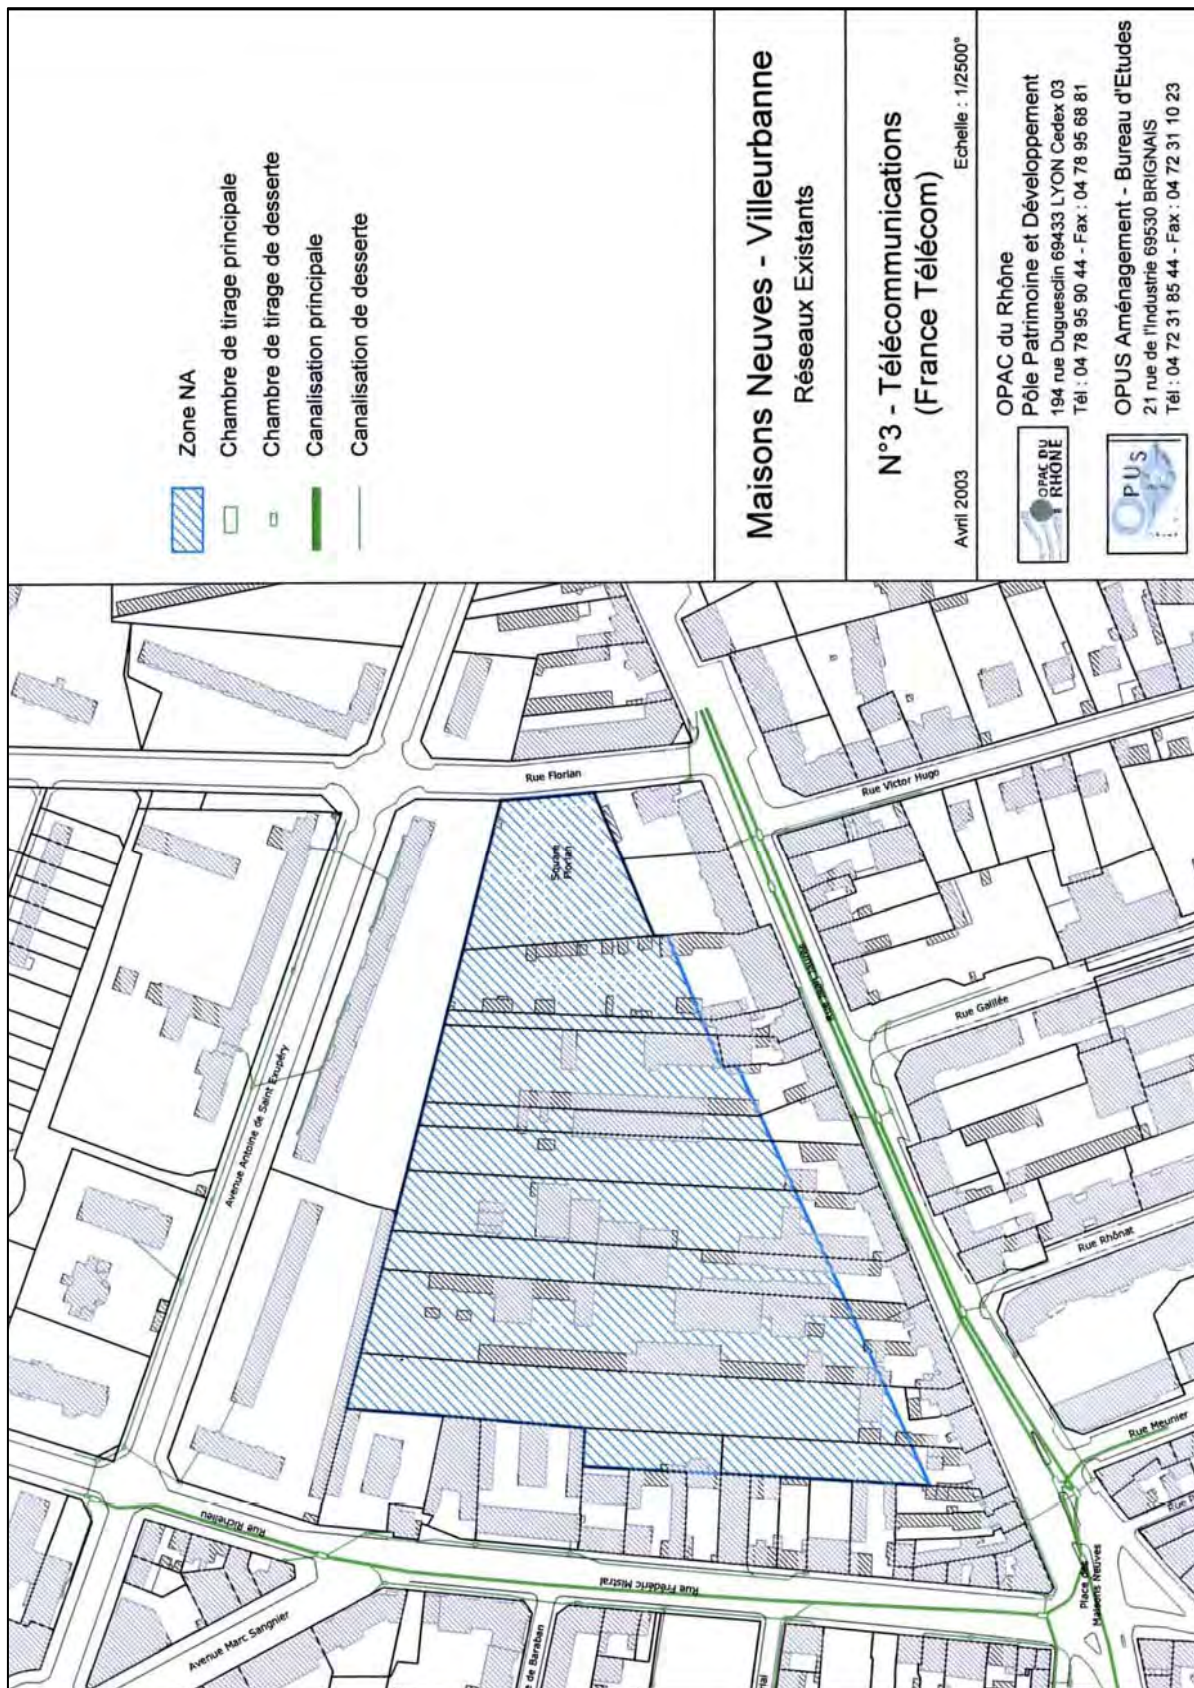 Zone NA
Chambre de tirage principale
Chambre de tirage de desserte
Canalisation principale
Canalisation de desserte
Maisons Neuves - Villeurbanne
Réseaux Existants
N°3 - Télécommunications
(France Télécom)
Avril 2003
Echelle : 1/2500°
OPAC DU
RHONE
OPAC du Rhône
Pôle Patrimoine et Développement
194 rue Duguesclin 69433 LYON Cedex 03
Tél : 04 78 95 90 44 - Fax : 04 78 95 68 81
OPUS
OPUS Aménagement - Bureau d'Etudes
21 rue de l'Industrie 69530 BRIGNAIS
Tél : 04 72 31 85 44 - Fax : 04 72 31 10 23
Rue Florian
Square
Florian
Rue Victor Hugo
Avenue Antoine de Saint Exupéry
Rue Galilée
Rue Rhônat
Rue Meunier
Rue Richelieu
Rue Frédéric Mistral
Avenue Marc Sangnier
e de Baraban
Place des
Maisons Neuves